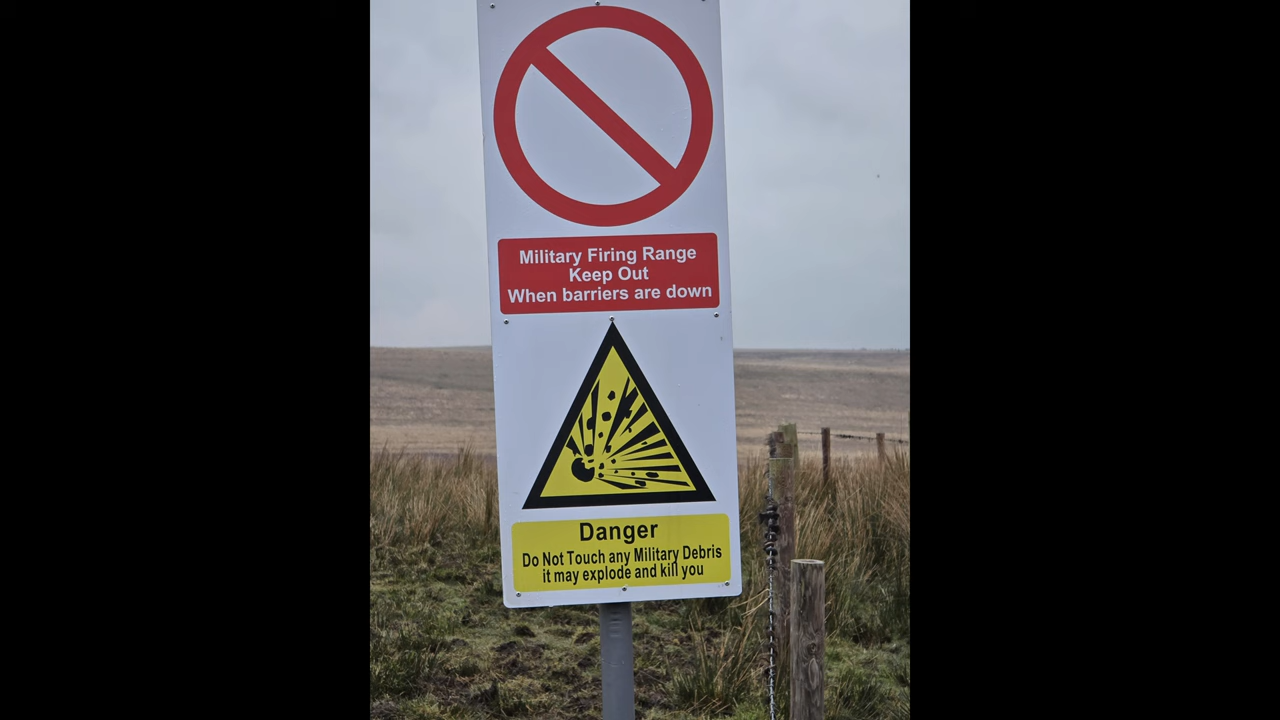 Military Firing Range
Keep Out
When barriers are down
Danger
Do Not Touch any Military Debris
it may explode and kill you